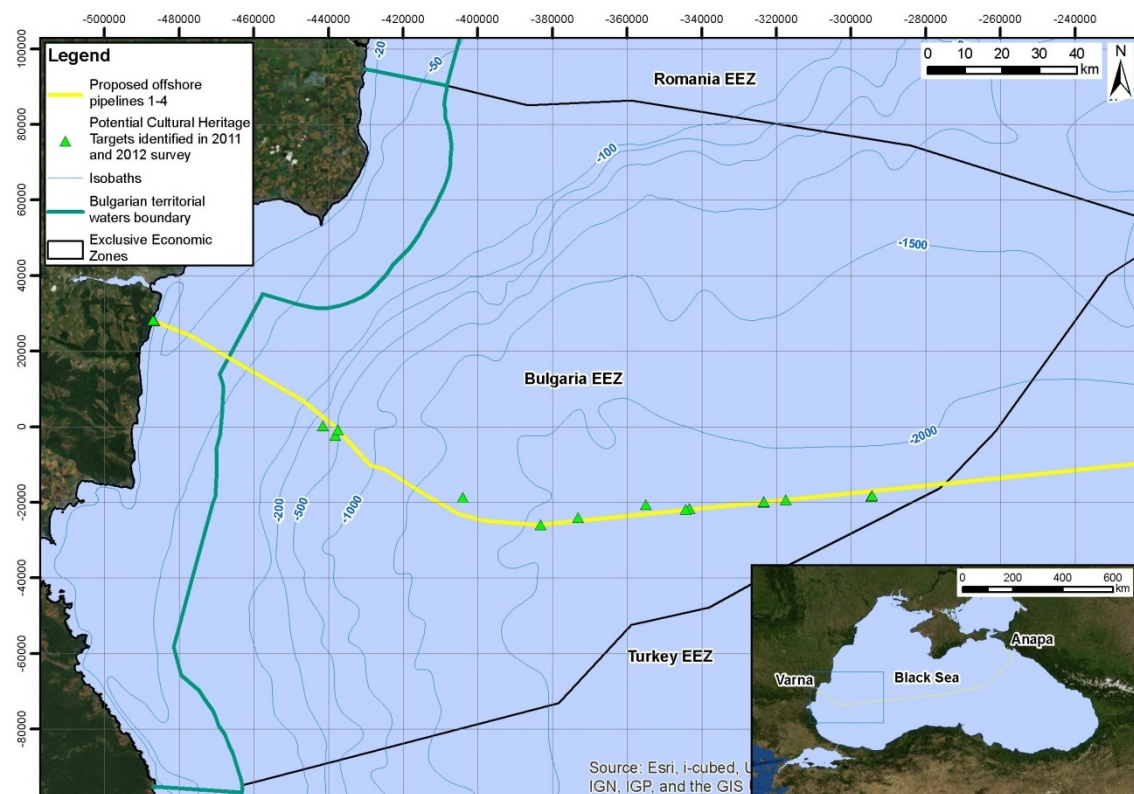 -500000 -480000 -460000 -440000 -420000 -400000 -380000 -360000 -340000 -320000 -300000 -280000 -260000 -240000
100000
80000
60000
40000
20000
0
-20000
-40000
-60000
-80000
Legend
Proposed offshore
pipelines 1-4
Potential Cultural Heritage
Targets identified in 2011
and 2012 survey
Isobaths
Bulgarian territorial
waters boundary
Exclusive Economic
Zones
0 10 20 30 40
km
N
Romania EEZ
-20
-50
-100
-1500
Bulgaria EEZ
-2000
-200
-500
-1000
Turkey EEZ
0 200 400 600
km
Anapa
Varna
Black Sea
Source: Esri, i-cubed,
IGN, IGP, and the GIS